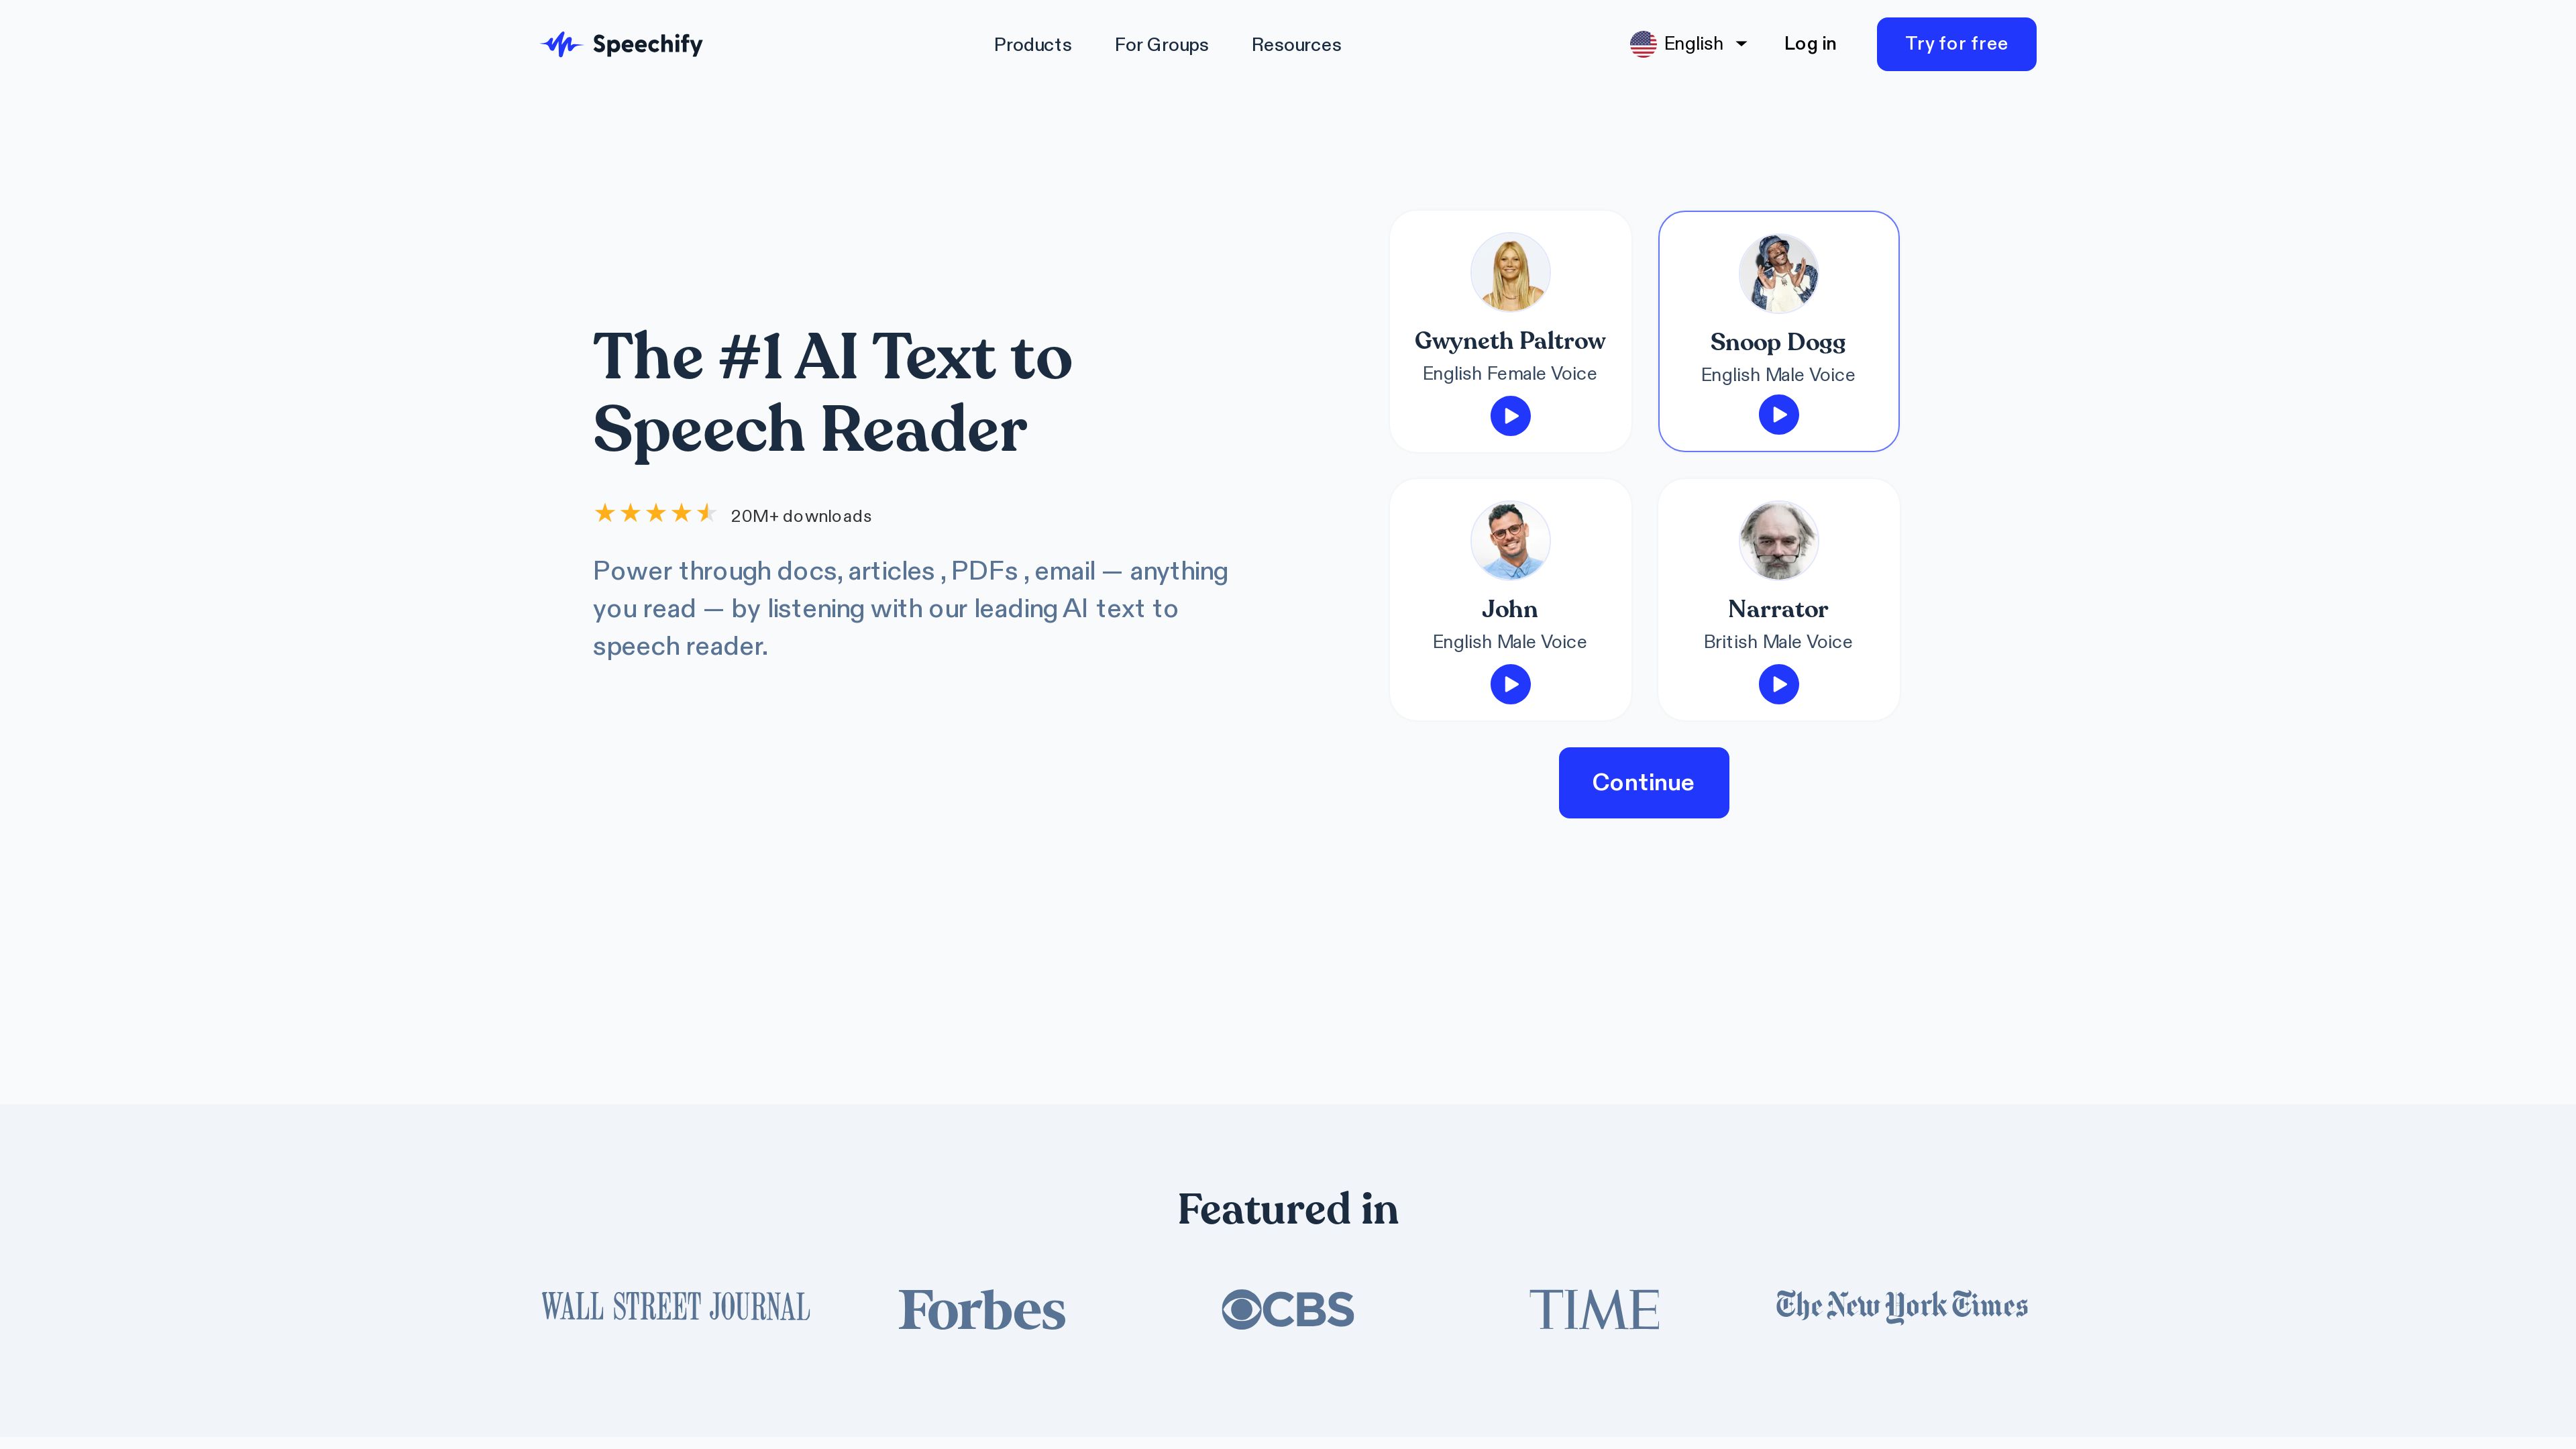 Speechify
Products
For Groups
Resources
English
Log in
Try for free
The #1 AI Text to
Speech Reader
20M+ downloads
Power through docs, articles , PDFs , email — anything
you read — by listening with our leading AI text to
speech reader.
Gwyneth Paltrow
English Female Voice
Snoop Dogg
English Male Voice
John
English Male Voice
Narrator
British Male Voice
Continue
Featured in
WALL STREET JOURNAL
Forbes
CBS
TIME
The New York Times